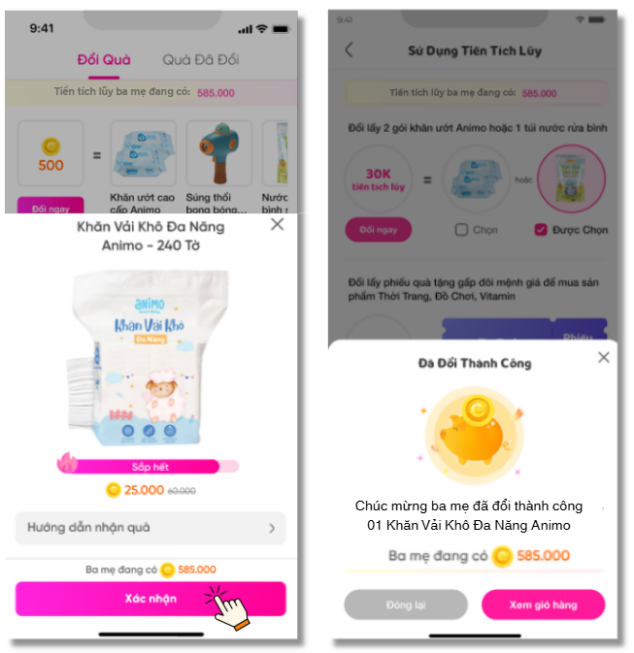 9:41
Đổi Quà
Quà Đã Đổi
Tiền tích lũy ba mẹ đang có: 585.000
500
=
Đổi ngay
Khăn ướt cao
cấp Animo
Súng thổi
bong bóng...
Nước
bình s
Khăn Vải Khô Đa Năng
Animo - 240 Tờ
animo
Khăn Vải Khô
Đa Năng
Sắp hết
25.000 60.000
Hướng dẫn nhận quà
Ba mẹ đang có 585.000
Xác nhận
9:41
Sử Dụng Tiền Tích Lũy
Tiền tích lũy ba mẹ đang có: 585.000
Đổi lấy 2 gói khăn ướt Animo hoặc 1 túi nước rửa bình
30K
tiền tích lũy
=
hoặc
Đổi ngay
Chọn
Được Chọn
Đổi lấy phiếu quà tặng gấp đôi mệnh giá để mua sản
phẩm Thời Trang, Đồ Chơi, Vitamin
Phiếu
Đã Đổi Thành Công
Chúc mừng ba mẹ đã đổi thành công
01 Khăn Vải Khô Đa Năng Animo
Ba mẹ đang có 585.000
Đóng lại
Xem giỏ hàng